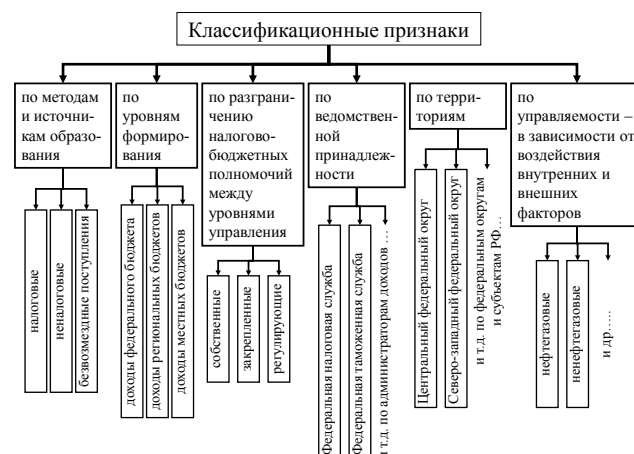 Классификационные признаки
по методам
и источни-
кам образо-
вания
по
уровням
формирования
по разграни-
чению
налогово-
бюджетных
полномочий
между
уровнями
управления
по
ведомствен-
ной
принадлеж-
ности
по терри-
ториям
по
управляемости –
в зависимости от
воздействия
внутренних и
внешних
факторов
налоговые
неналоговые
безвозмездные поступления
доходы федерального бюджета
доходы региональных бюджетов
доходы местных бюджетов
собственные
закрепленные
регулирующие
Федеральная налоговая служба
Федеральная таможенная служба
и т.д. по администраторам доходов …
Центральный федеральный округ
Северо-западный федеральный округ
и т.д. по федеральным округам
и субъектам РФ…
нефтегазовые
ненефтегазовые
и др…..